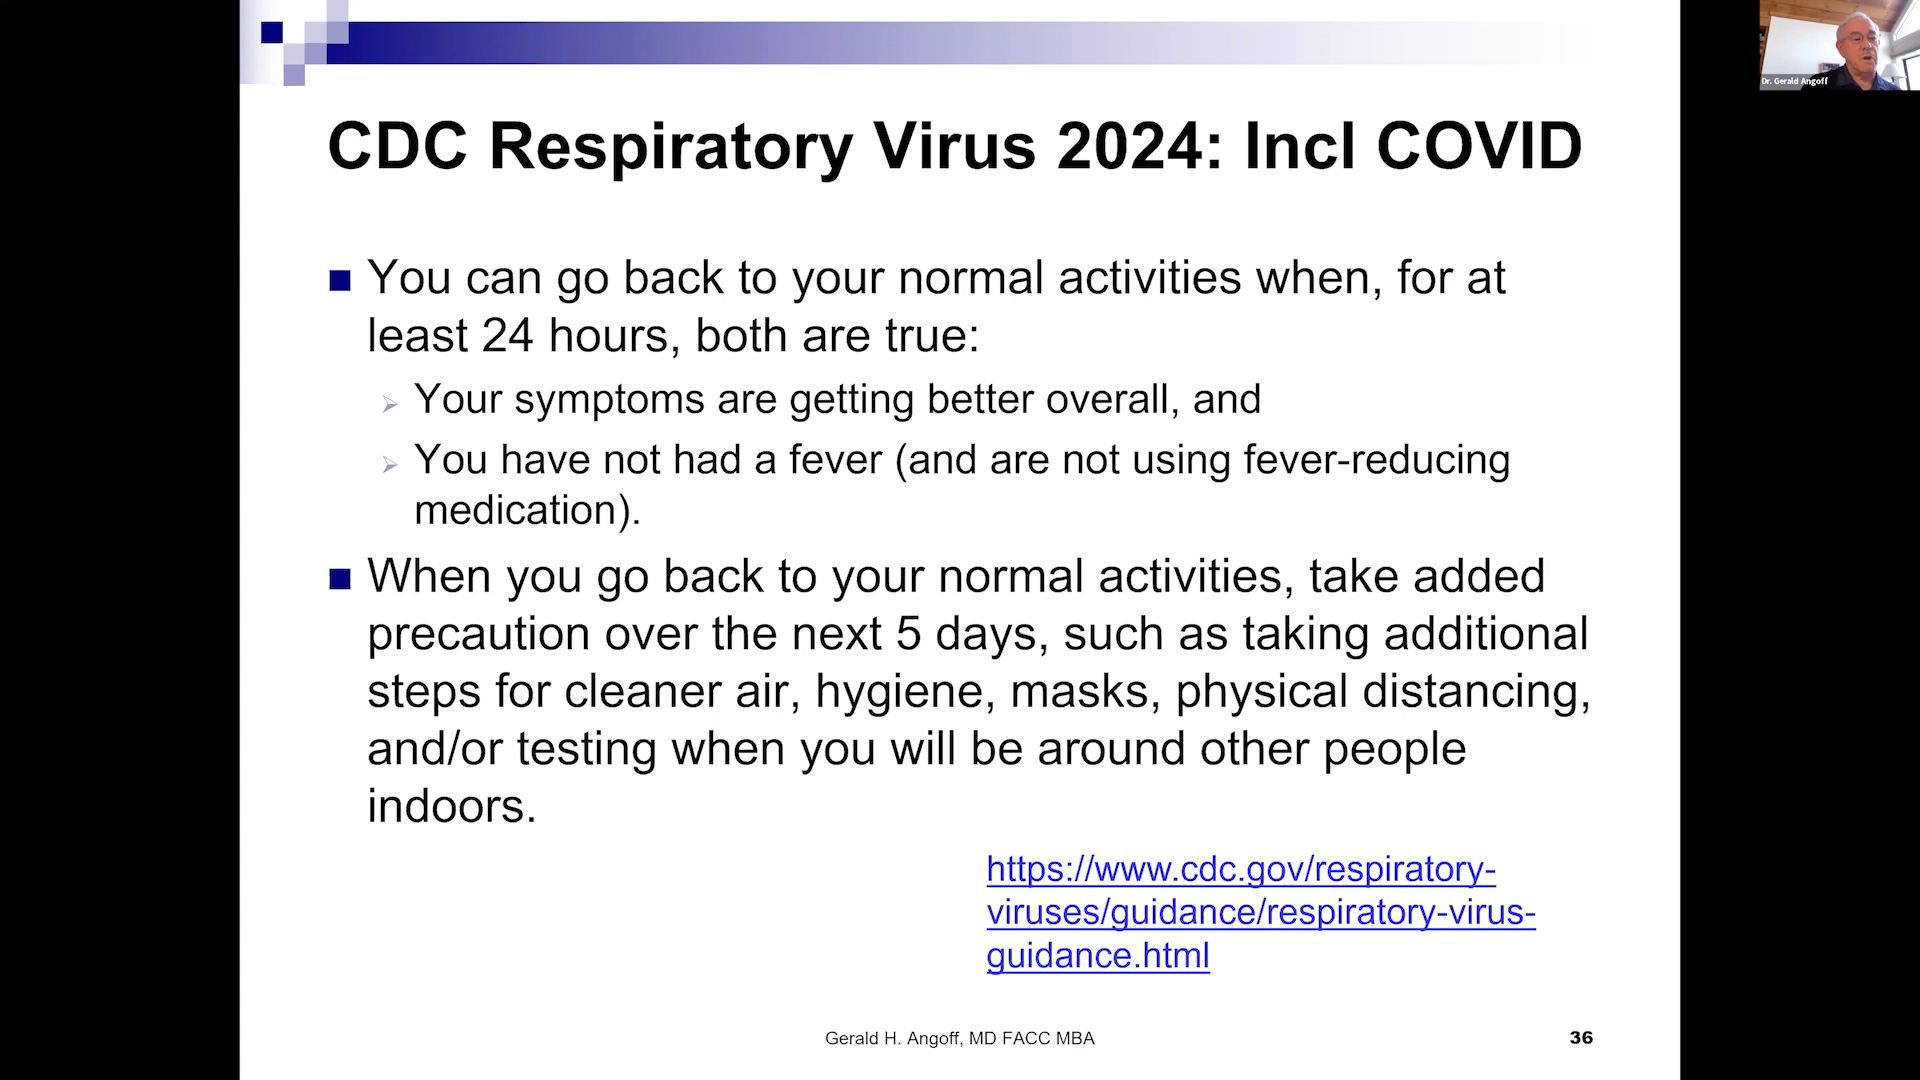 Dr. Gerald Angoff
CDC Respiratory Virus 2024: Incl COVID
You can go back to your normal activities when, for at
least 24 hours, both are true:
Your symptoms are getting better overall, and
You have not had a fever (and are not using fever-reducing
medication).
When you go back to your normal activities, take added
precaution over the next 5 days, such as taking additional
steps for cleaner air, hygiene, masks, physical distancing,
and/or testing when you will be around other people
indoors.
https://www.cdc.gov/respiratory-
viruses/guidance/respiratory-virus-
guidance.html
Gerald H. Angoff, MD FACC MBA
36